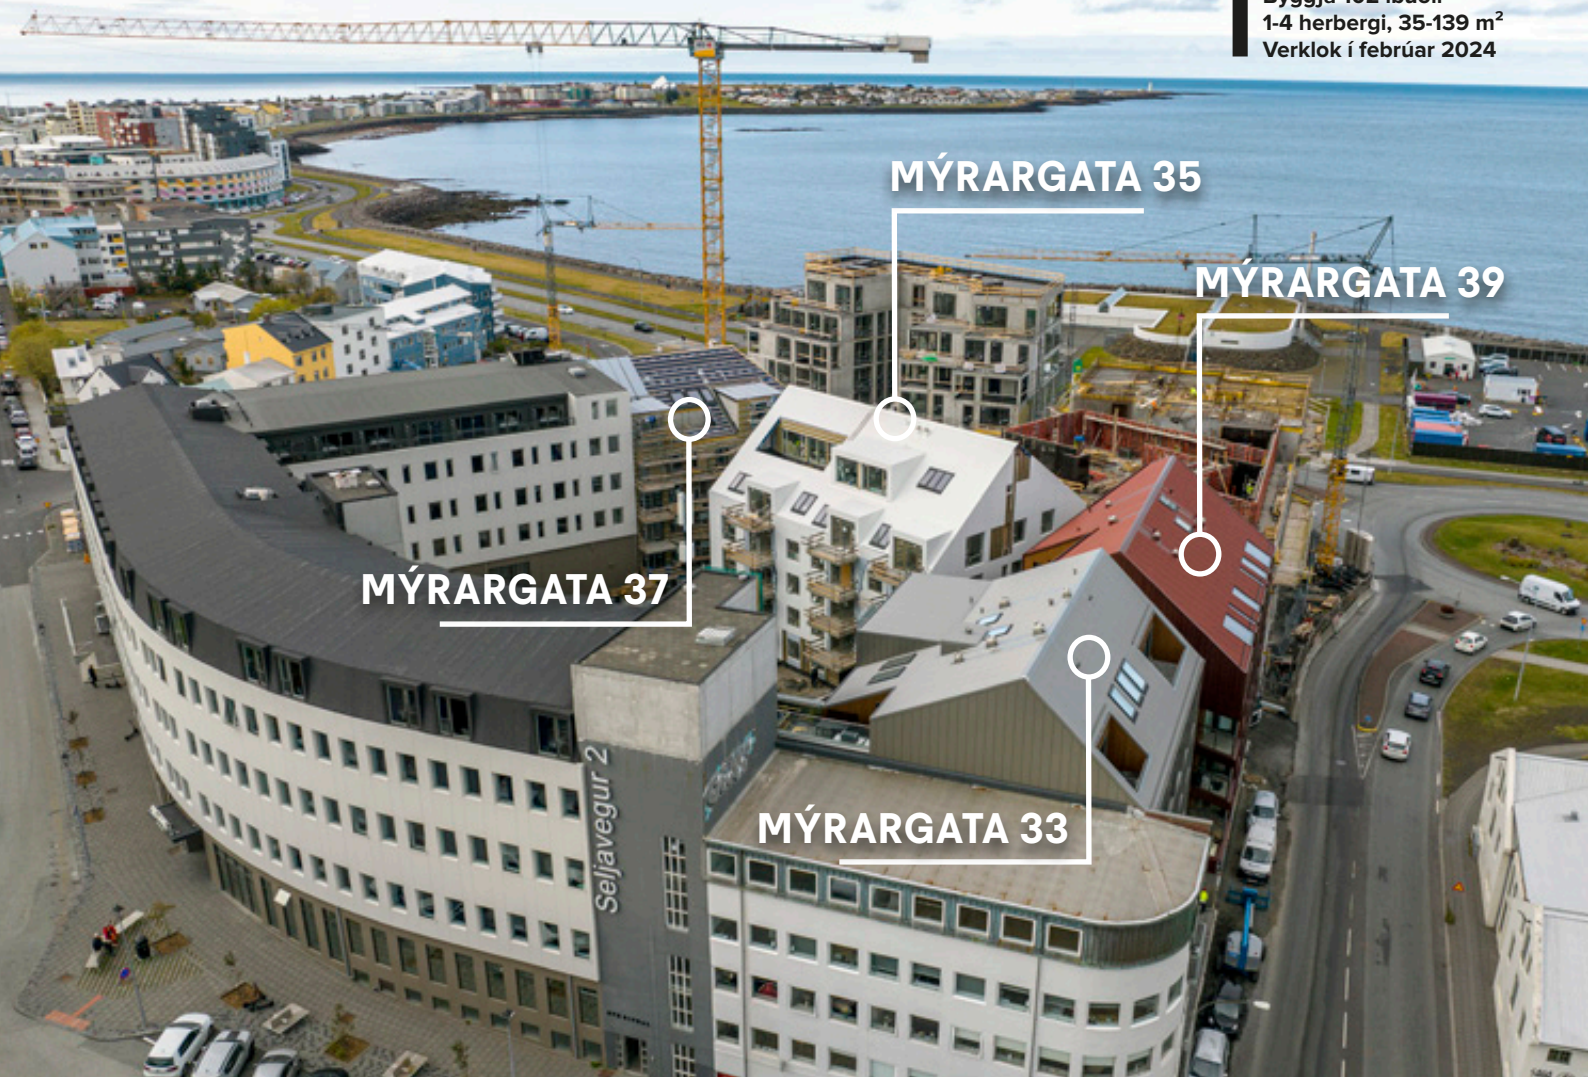 1-4 herbergi, 35-139 m²
Verklok í febrúar 2024
MÝRARGATA 35
MÝRARGATA 39
MÝRARGATA 37
MÝRARGATA 33
Seljavegur 2